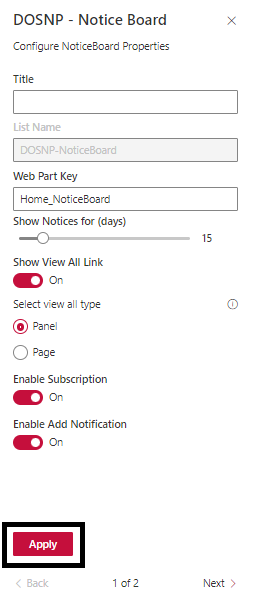 DOSNP - Notice Board
Configure NoticeBoard Properties
Title
List Name
DOSNP-NoticeBoard
Web Part Key
Home_NoticeBoard
Show Notices for (days)
15
Show View All Link
On
Select view all type
Panel
Page
Enable Subscription
On
Enable Add Notification
On
Apply
Back 1 of 2 Next